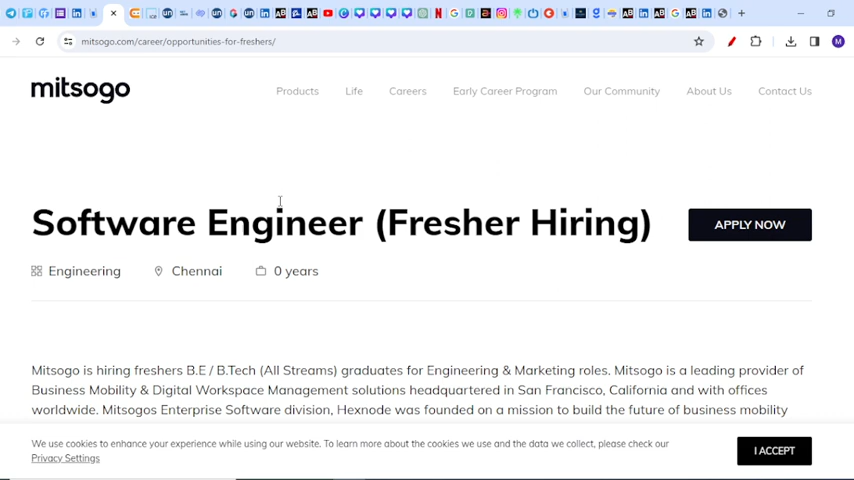 mitsogo.com/career/opportunities-for-freshers/
M
mitsogo
Products Life Careers Early Career Program Our Community About Us Contact Us
Software Engineer (Fresher Hiring)
APPLY NOW
Engineering Chennai 0 years
Mitsogo is hiring freshers B.E / B.Tech (All Streams) graduates for Engineering & Marketing roles. Mitsogo is a leading provider of
Business Mobility & Digital Workspace Management solutions headquartered in San Francisco, California and with offices
worldwide. Mitsogos Enterprise Software division, Hexnode was founded on a mission to build the future of business mobility
We use cookies to enhance your experience while using our website. To learn more about the cookies we use and the data we collect, please check our
Privacy Settings
I ACCEPT